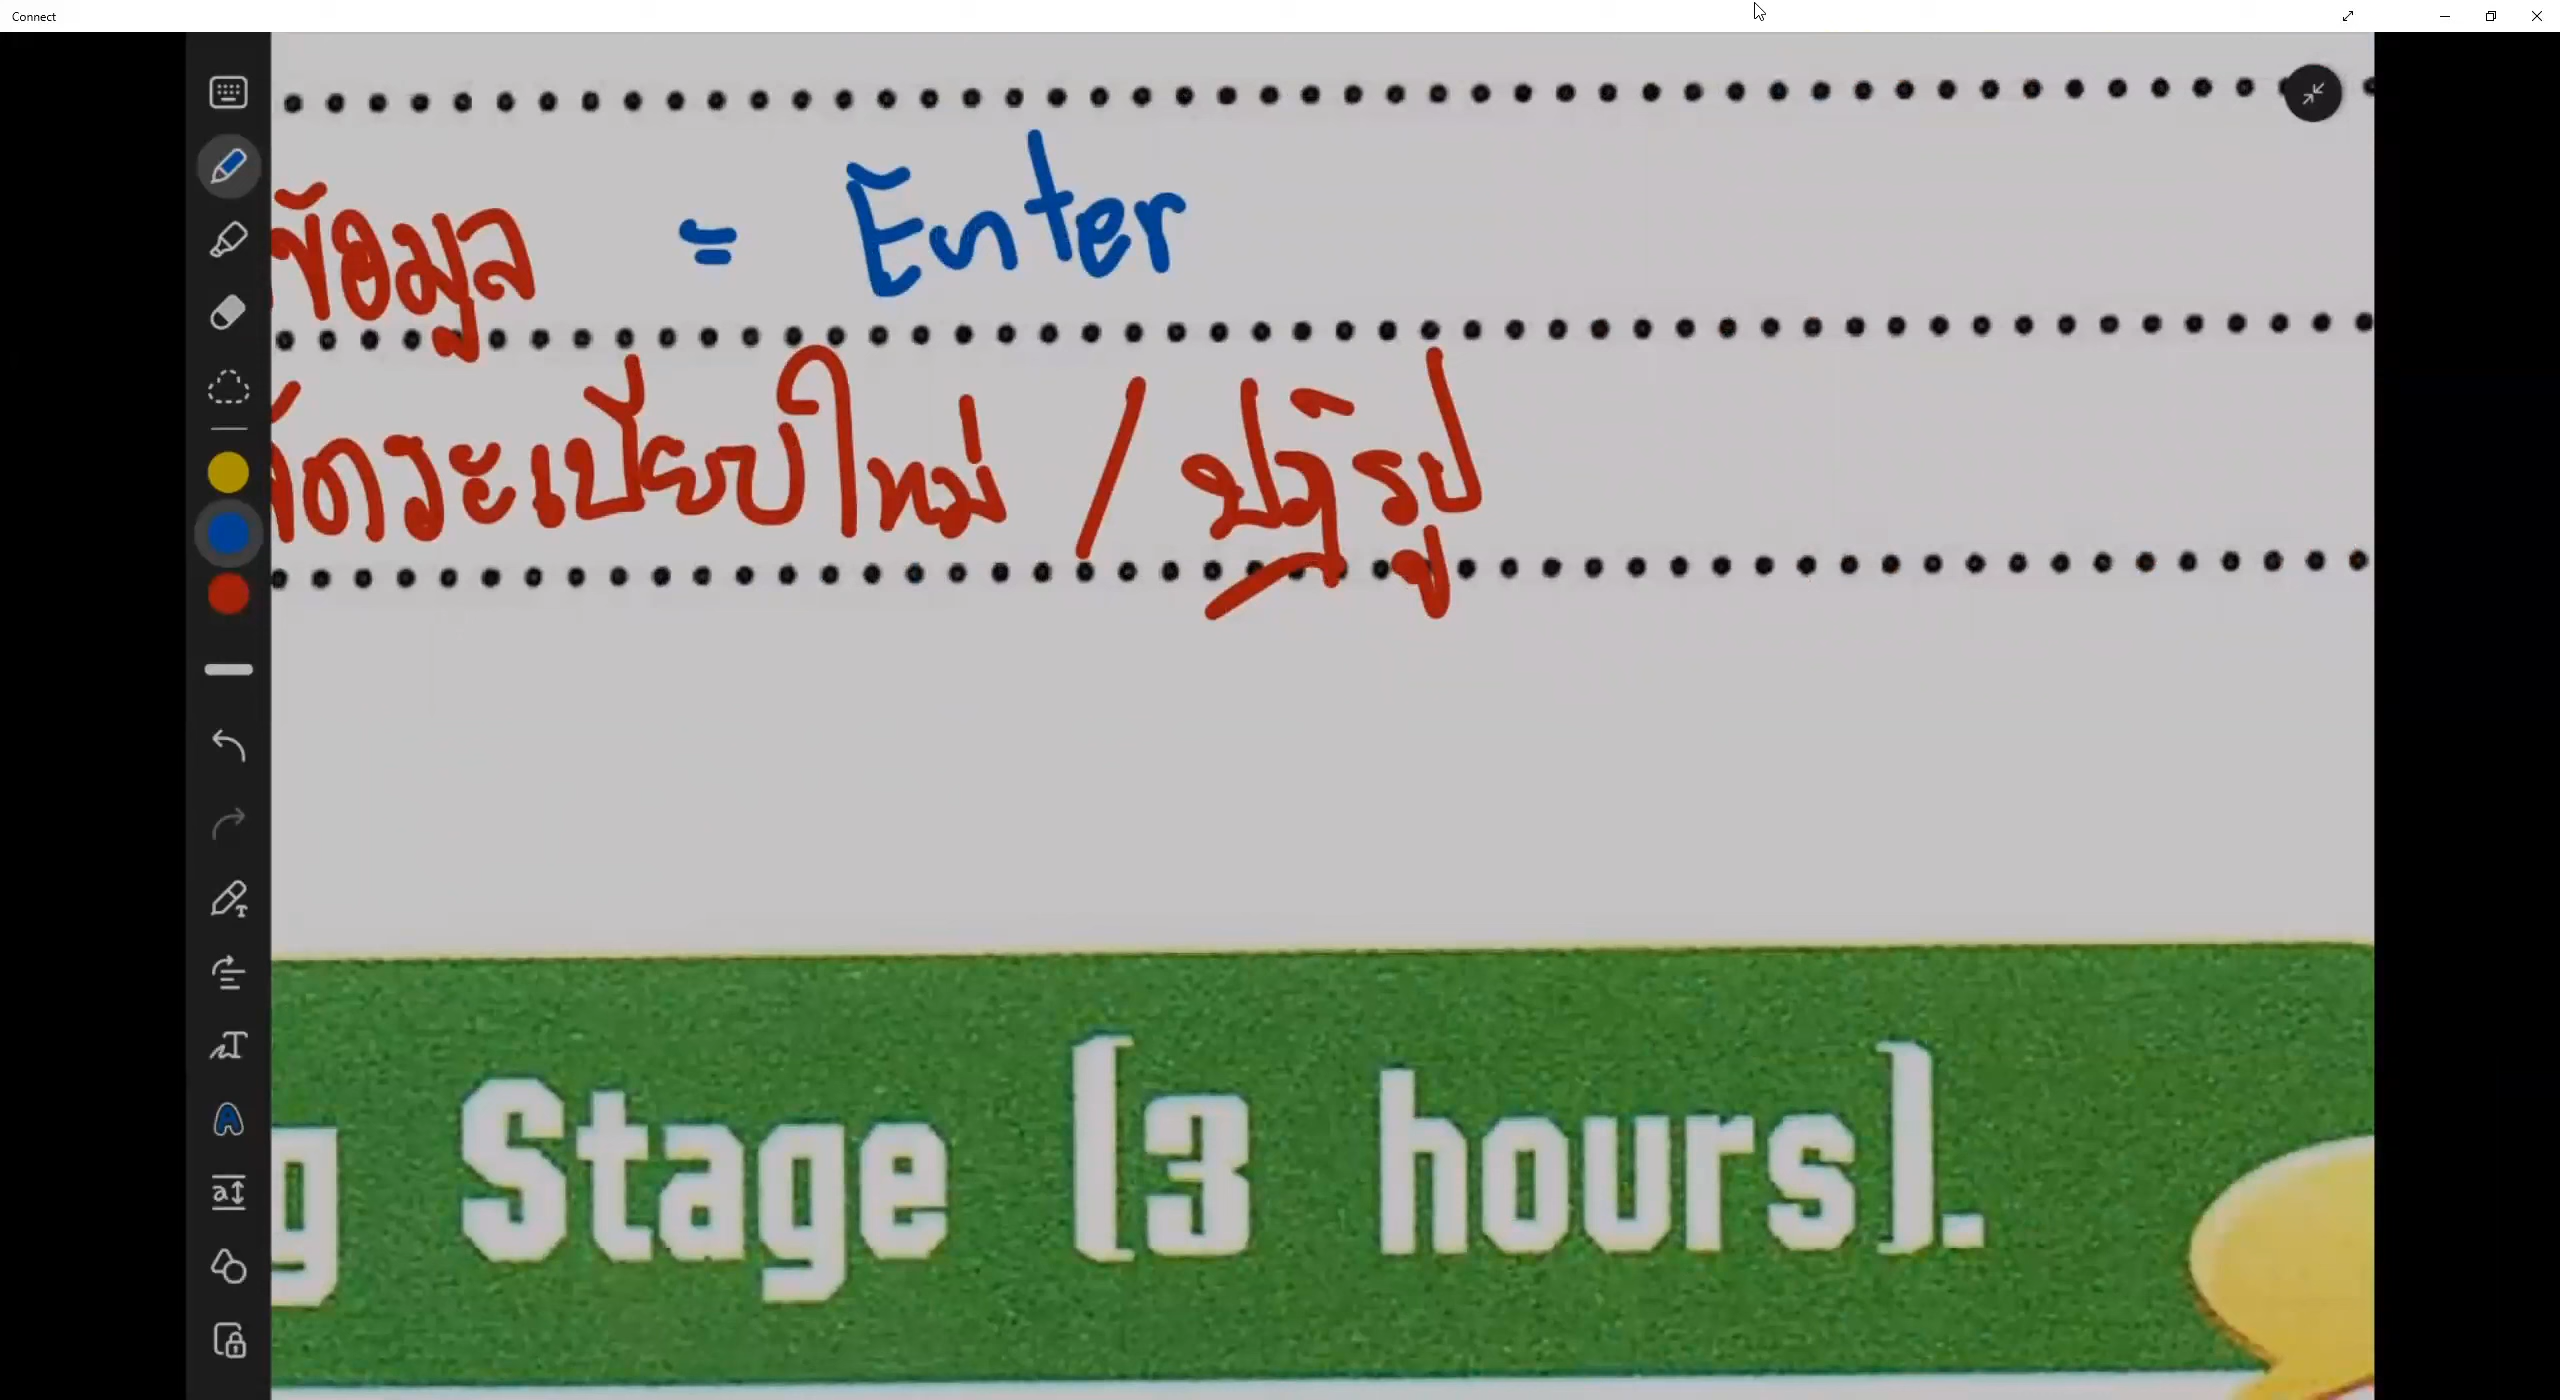 Connect
ข้อมูล = Enter
ัดระเบียบใหม่ / ปฏิรูป
g Stage (3 hours).